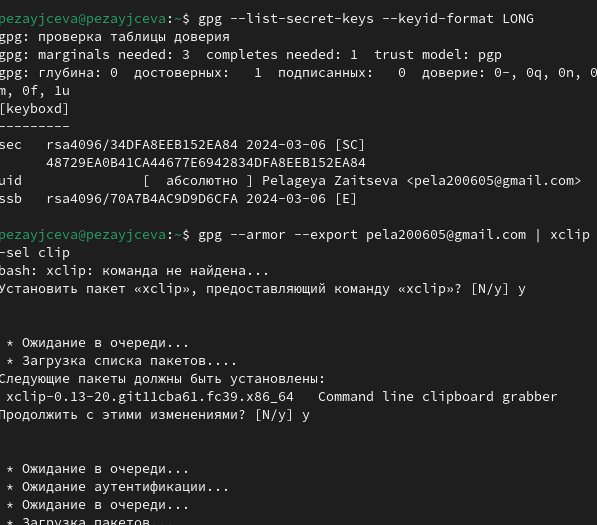 pezayjceva@pezayjceva:~$ gpg --list-secret-keys --keyid-format LONG
gpg: проверка таблицы доверия
gpg: marginals needed: 3  completes needed: 1  trust model: pgp
gpg: глубина: 0  достоверных:   1  подписанных:   0  доверие: 0-, 0q, 0n, 0
m, 0f, 1u
[keyboxd]
---------
sec   rsa4096/34DFA8EEB152EA84 2024-03-06 [SC]
      48729EA0B41CA44677E6942834DFA8EEB152EA84
uid               [  абсолютно ] Pelageya Zaitseva <pela200605@gmail.com>
ssb   rsa4096/70A7B4AC9D9D6CFA 2024-03-06 [E]
pezayjceva@pezayjceva:~$ gpg --armor --export pela200605@gmail.com | xclip
-sel clip
bash: xclip: команда не найдена...
Установить пакет «xclip», предоставляющий команду «xclip»? [N/y] y
 * Ожидание в очереди...
 * Загрузка списка пакетов....
Следующие пакеты должны быть установлены:
 xclip-0.13-20.git11cba61.fc39.x86_64   Command line clipboard grabber
Продолжить с этими изменениями? [N/y] y
 * Ожидание в очереди...
 * Ожидание аутентификации...
 * Ожидание в очереди...
 * Загрузка пакетов...